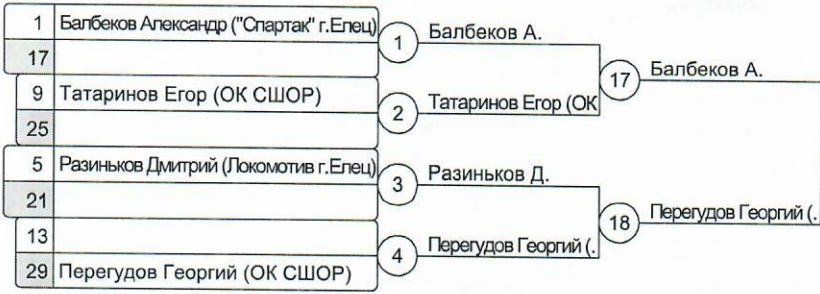 1 Балбеков Александр ("Спартак" г.Елец)
17
1 Балбеков А.
9 Татаринов Егор (ОК СШОР)
25
2 Татаринов Егор (ОК
17 Балбеков А.
5 Разиньков Дмитрий (Локомотив г.Елец)
21
3 Разиньков Д.
13
29 Перегудов Георгий (ОК СШОР)
4 Перегудов Георгий (.
18 Перегудов Георгий (.